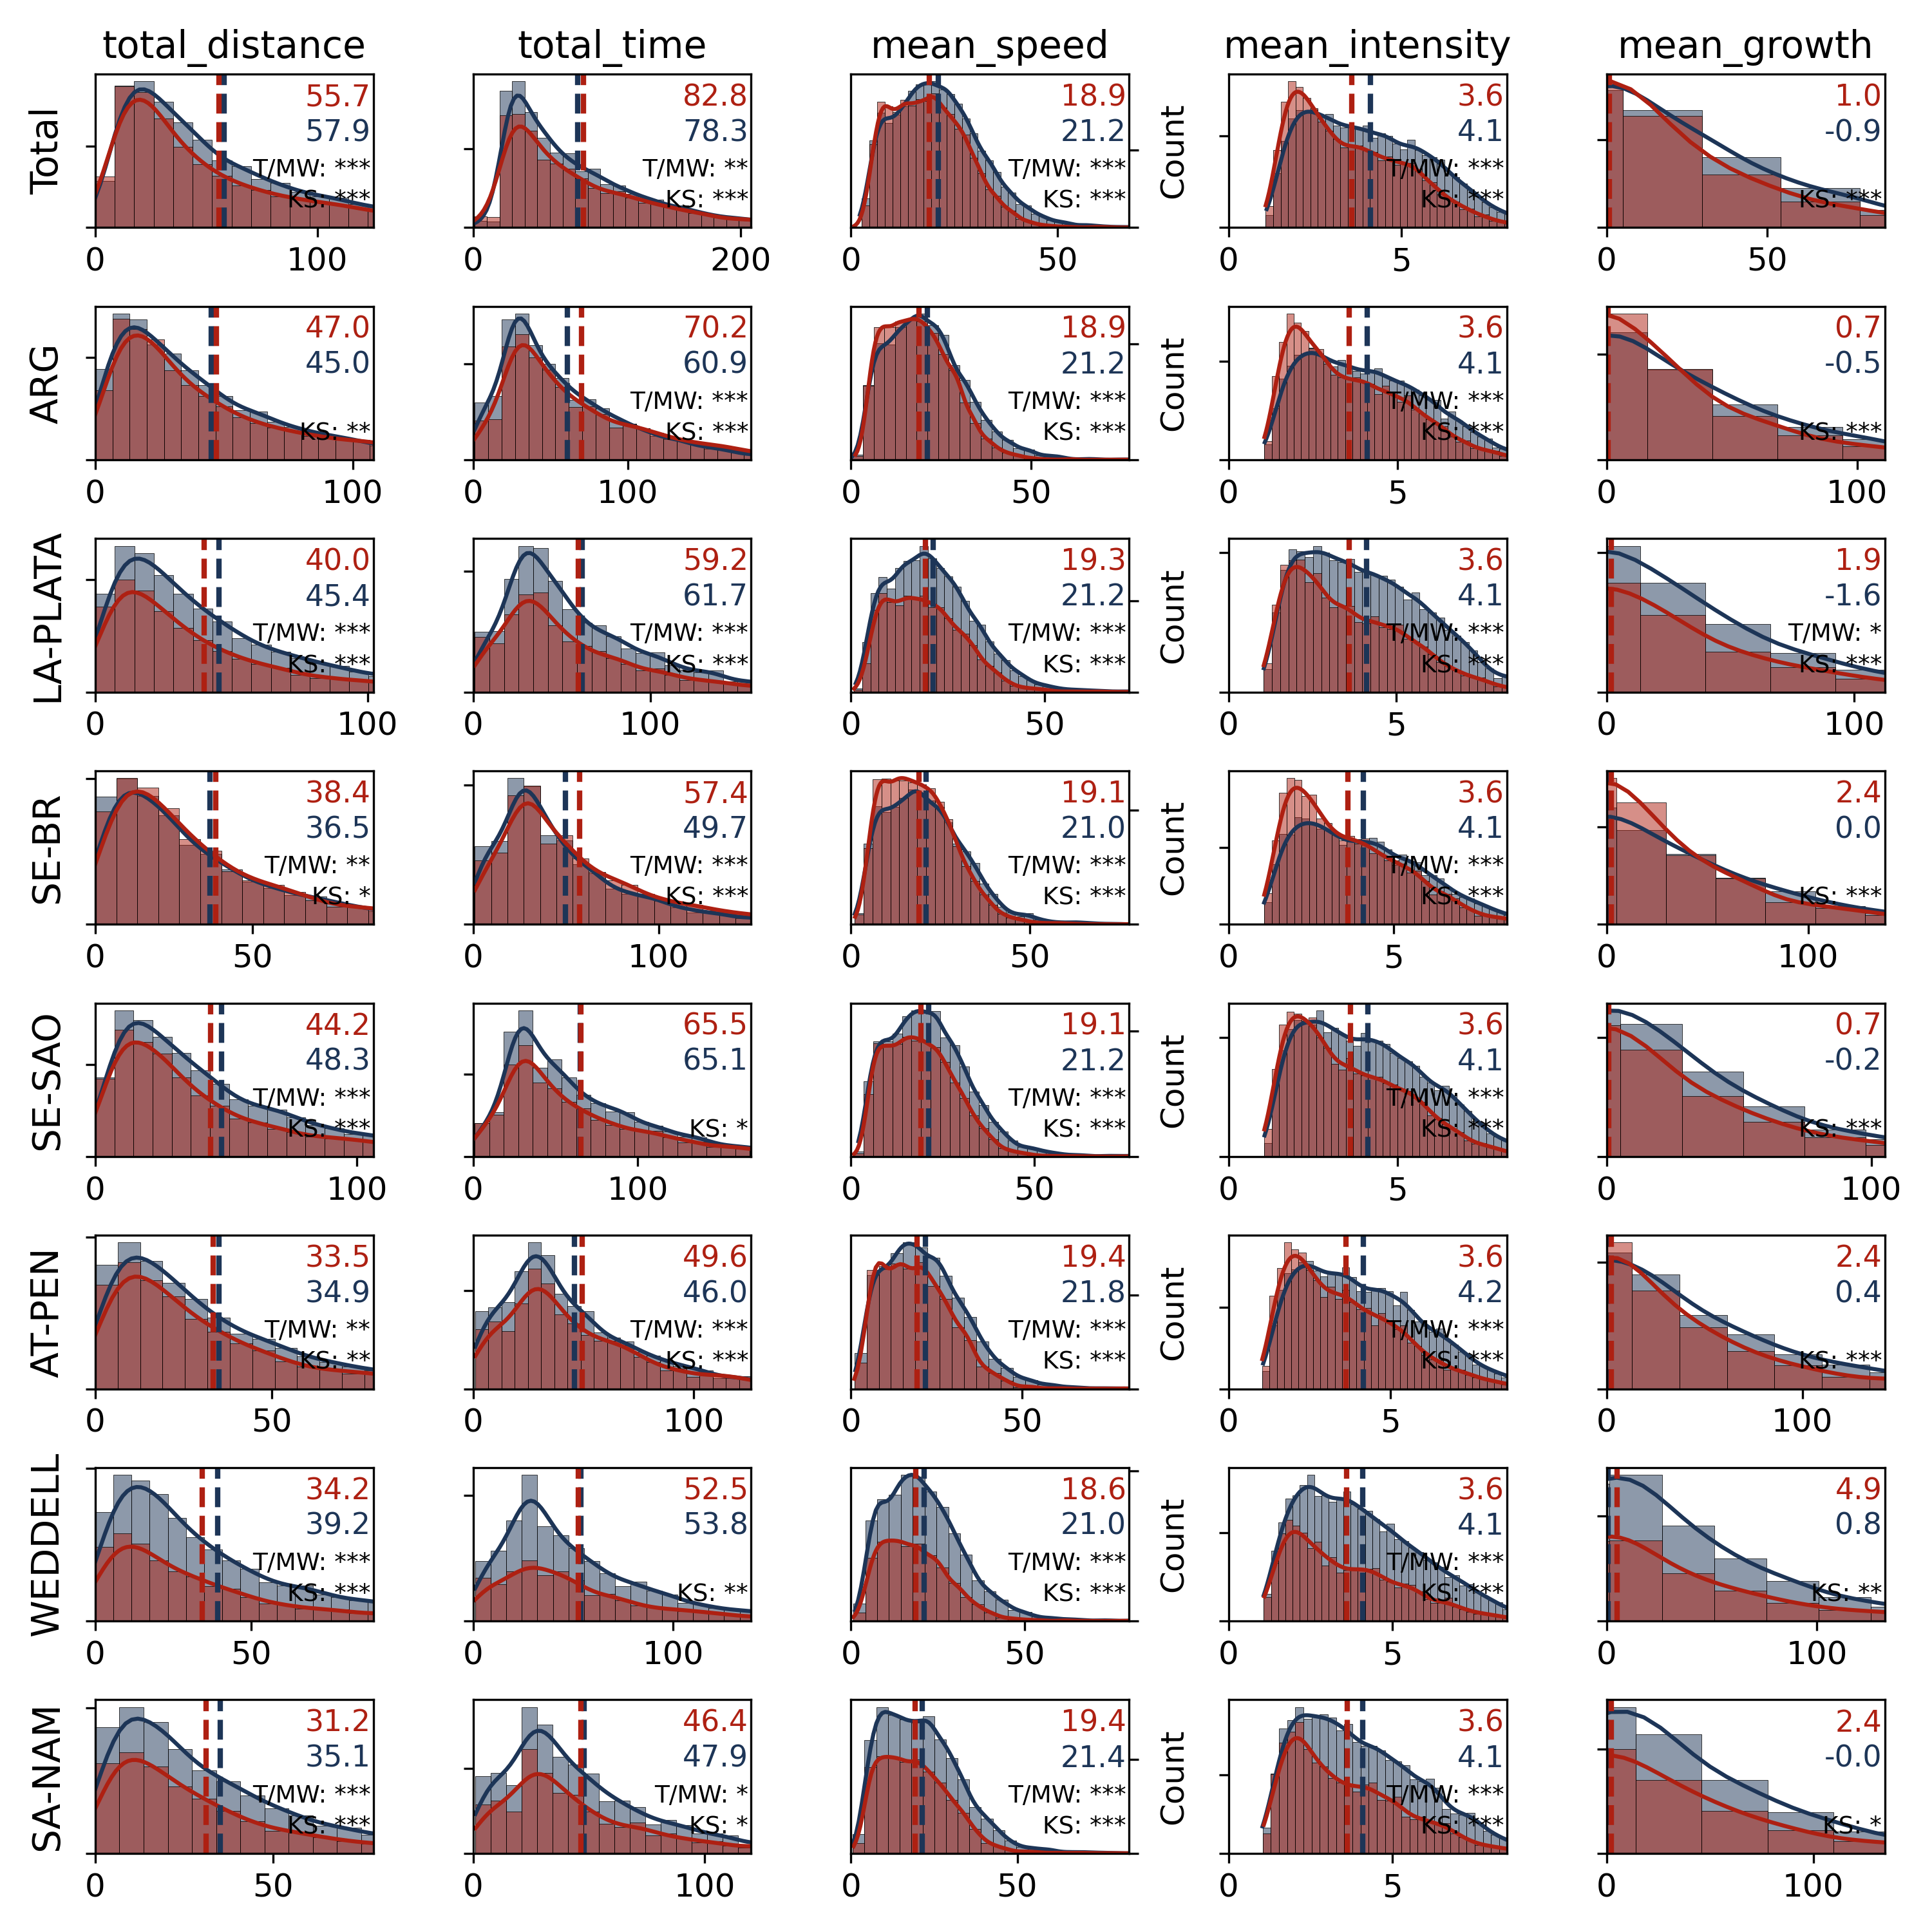 total_distance total_time mean_speed mean_intensity mean_growth
Total
55.7
57.9
T/MW: ***
KS: ***
0 100
82.8
78.3
T/MW: **
KS: ***
0 200
18.9
21.2
T/MW: ***
KS: ***
0 50
Count
3.6
4.1
T/MW: ***
KS: ***
0 5
1.0
-0.9
KS: ***
0 50
ARG
47.0
45.0
KS: **
0 100
70.2
60.9
T/MW: ***
KS: ***
0 100
18.9
21.2
T/MW: ***
KS: ***
0 50
Count
3.6
4.1
T/MW: ***
KS: ***
0 5
0.7
-0.5
KS: ***
0 100
LA-PLATA
40.0
45.4
T/MW: ***
KS: ***
0 100
59.2
61.7
T/MW: ***
KS: ***
0 100
19.3
21.2
T/MW: ***
KS: ***
0 50
Count
3.6
4.1
T/MW: ***
KS: ***
0 5
1.9
-1.6
T/MW: *
KS: ***
0 100
SE-BR
38.4
36.5
T/MW: **
KS: *
0 50
57.4
49.7
T/MW: ***
KS: ***
0 100
19.1
21.0
T/MW: ***
KS: ***
0 50
Count
3.6
4.1
T/MW: ***
KS: ***
0 5
2.4
0.0
KS: ***
0 100
SE-SAO
44.2
48.3
T/MW: ***
KS: ***
0 100
65.5
65.1
KS: *
0 100
19.1
21.2
T/MW: ***
KS: ***
0 50
Count
3.6
4.1
T/MW: ***
KS: ***
0 5
0.7
-0.2
KS: ***
0 100
AT-PEN
33.5
34.9
T/MW: **
KS: **
0 50
49.6
46.0
T/MW: ***
KS: ***
0 100
19.4
21.8
T/MW: ***
KS: ***
0 50
Count
3.6
4.2
T/MW: ***
KS: ***
0 5
2.4
0.4
KS: ***
0 100
WEDDELL
34.2
39.2
T/MW: ***
KS: ***
0 50
52.5
53.8
KS: **
0 100
18.6
21.0
T/MW: ***
KS: ***
0 50
Count
3.6
4.1
T/MW: ***
KS: ***
0 5
4.9
0.8
KS: **
0 100
SA-NAM
31.2
35.1
T/MW: ***
KS: ***
0 50
46.4
47.9
T/MW: *
KS: *
0 100
19.4
21.4
T/MW: ***
KS: ***
0 50
Count
3.6
4.1
T/MW: ***
KS: ***
0 5
2.4
-0.0
KS: *
0 100